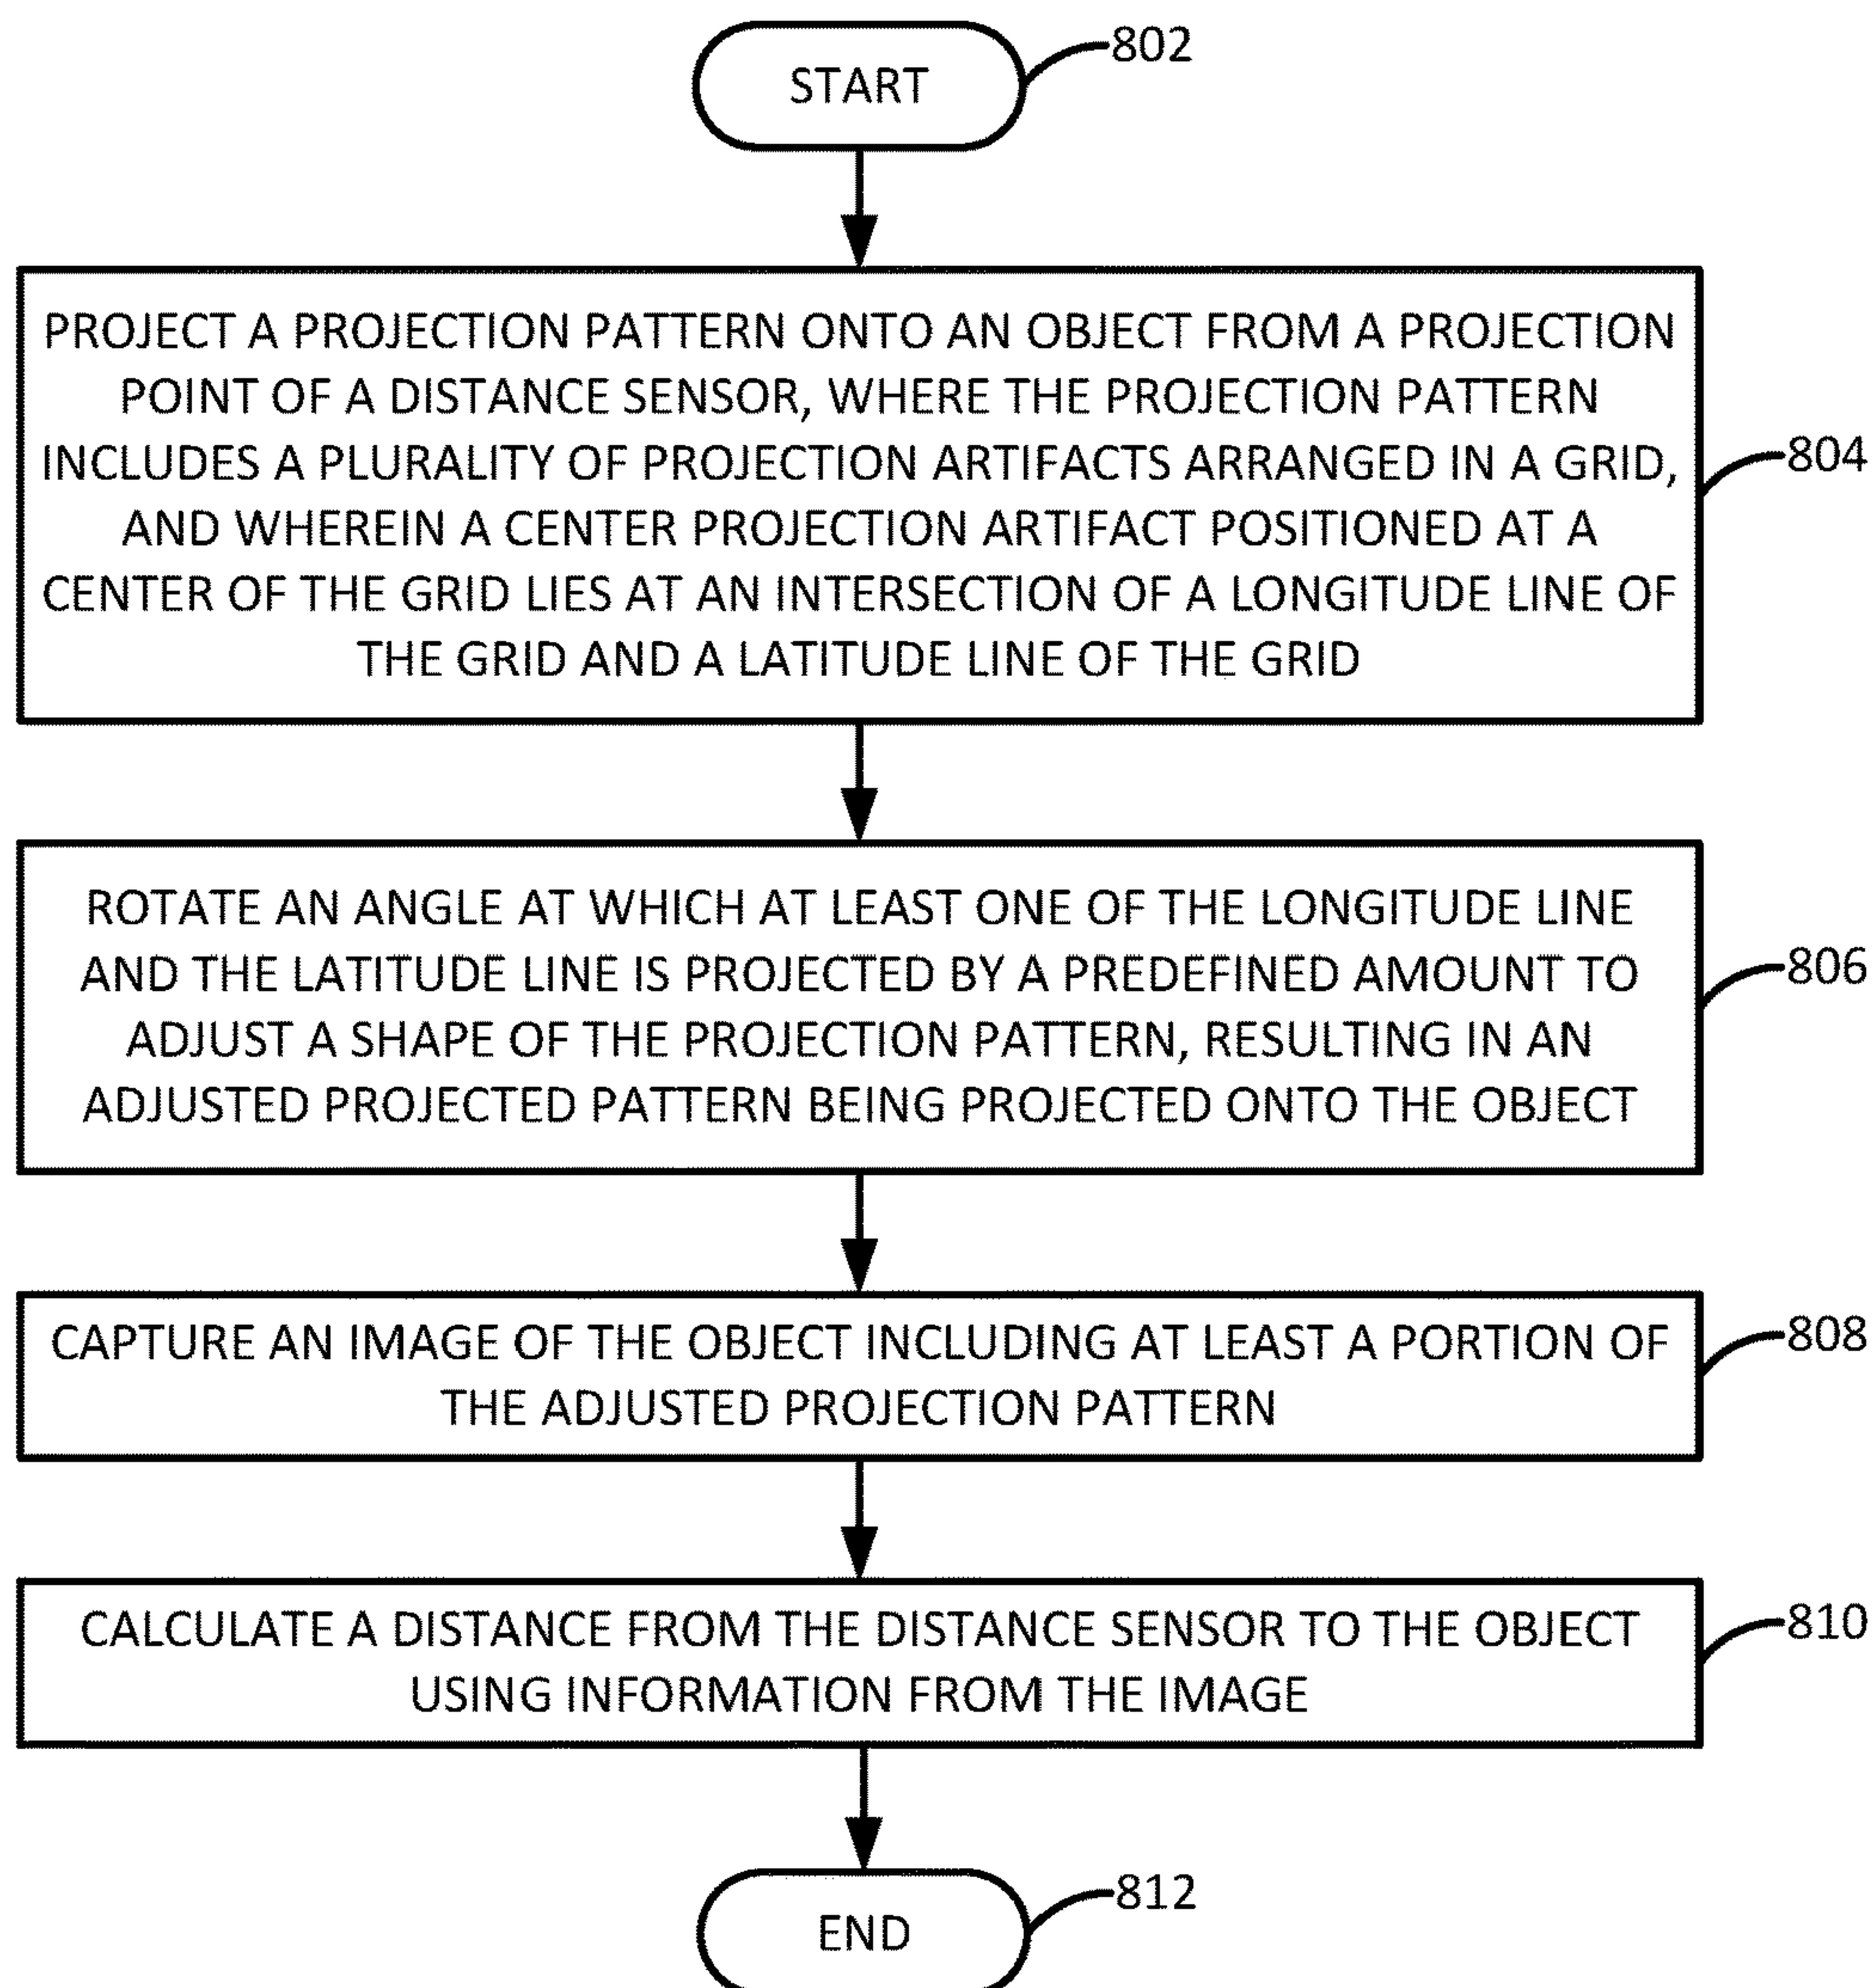 START
802
PROJECT A PROJECTION PATTERN ONTO AN OBJECT FROM A PROJECTION
POINT OF A DISTANCE SENSOR, WHERE THE PROJECTION PATTERN
INCLUDES A PLURALITY OF PROJECTION ARTIFACTS ARRANGED IN A GRID,
AND WHEREIN A CENTER PROJECTION ARTIFACT POSITIONED AT A
CENTER OF THE GRID LIES AT AN INTERSECTION OF A LONGITUDE LINE OF
THE GRID AND A LATITUDE LINE OF THE GRID
804
ROTATE AN ANGLE AT WHICH AT LEAST ONE OF THE LONGITUDE LINE
AND THE LATITUDE LINE IS PROJECTED BY A PREDEFINED AMOUNT TO
ADJUST A SHAPE OF THE PROJECTION PATTERN, RESULTING IN AN
ADJUSTED PROJECTED PATTERN BEING PROJECTED ONTO THE OBJECT
806
CAPTURE AN IMAGE OF THE OBJECT INCLUDING AT LEAST A PORTION OF
THE ADJUSTED PROJECTION PATTERN
808
CALCULATE A DISTANCE FROM THE DISTANCE SENSOR TO THE OBJECT
USING INFORMATION FROM THE IMAGE
810
END
812